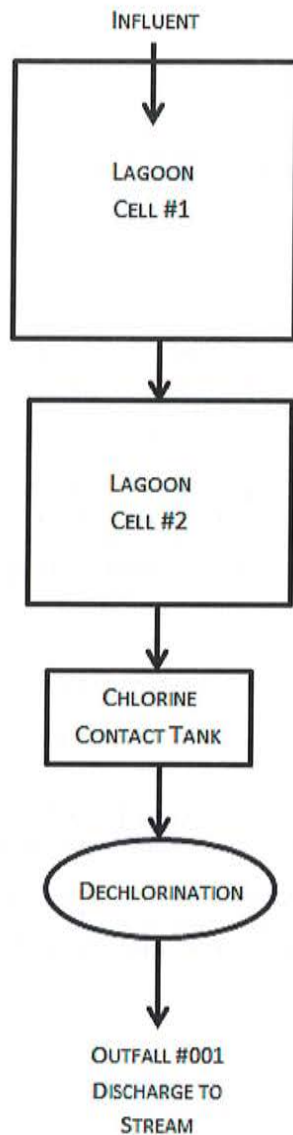 INFLUENT
LAGOON
CELL #1
LAGOON
CELL #2
CHLORINE
CONTACT TANK
DECHLORINATION
OUTFALL #001
DISCHARGE TO
STREAM